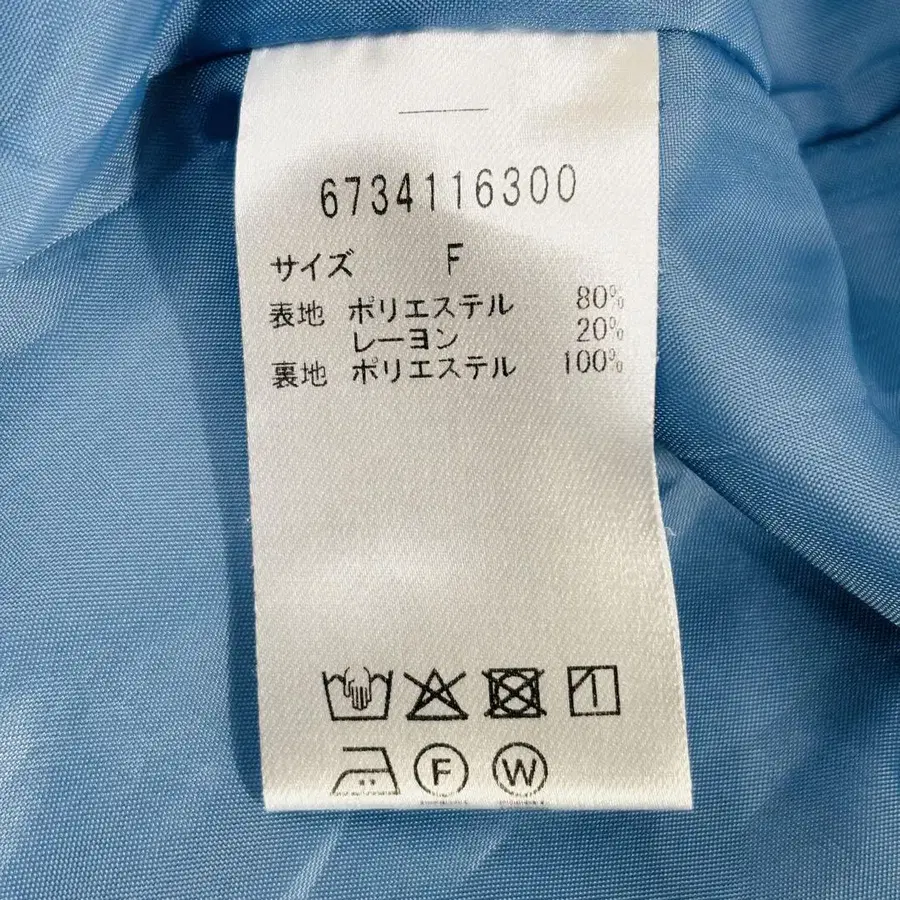 6734116300
サイズ F
表地 ポリエステル 80%
レーヨン 20%
裏地 ポリエステル 100%
F W